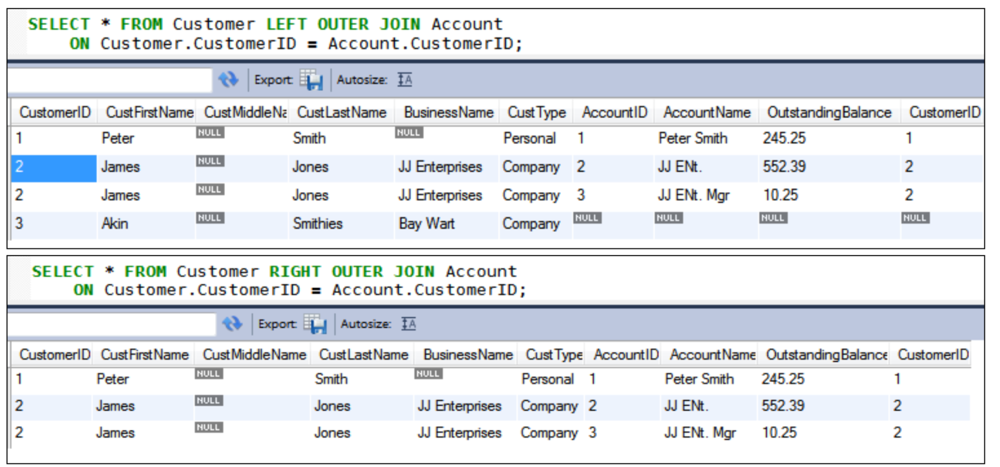 SELECT * FROM Customer LEFT OUTER JOIN Account
ON Customer.CustomerID = Account.CustomerID;
Export: Autosize:
CustomerID CustFirstName CustMiddleNa CustLastName BusinessName CustType AccountID AccountName OutstandingBalance CustomerID
1 Peter NULL Smith NULL Personal 1 Peter Smith 245.25 1
2 James NULL Jones JJ Enterprises Company 2 JJ ENt. 552.39 2
2 James NULL Jones JJ Enterprises Company 3 JJ ENt. Mgr 10.25 2
3 Akin NULL Smithies Bay Wart Company NULL NULL NULL NULL
SELECT * FROM Customer RIGHT OUTER JOIN Account
ON Customer.CustomerID = Account.CustomerID;
Export: Autosize:
CustomerID CustFirstName CustMiddleName CustLastName BusinessName CustType AccountID AccountName OutstandingBalance CustomerID
1 Peter NULL Smith NULL Personal 1 Peter Smith 245.25 1
2 James NULL Jones JJ Enterprises Company 2 JJ ENt. 552.39 2
2 James NULL Jones JJ Enterprises Company 3 JJ ENt. Mgr 10.25 2